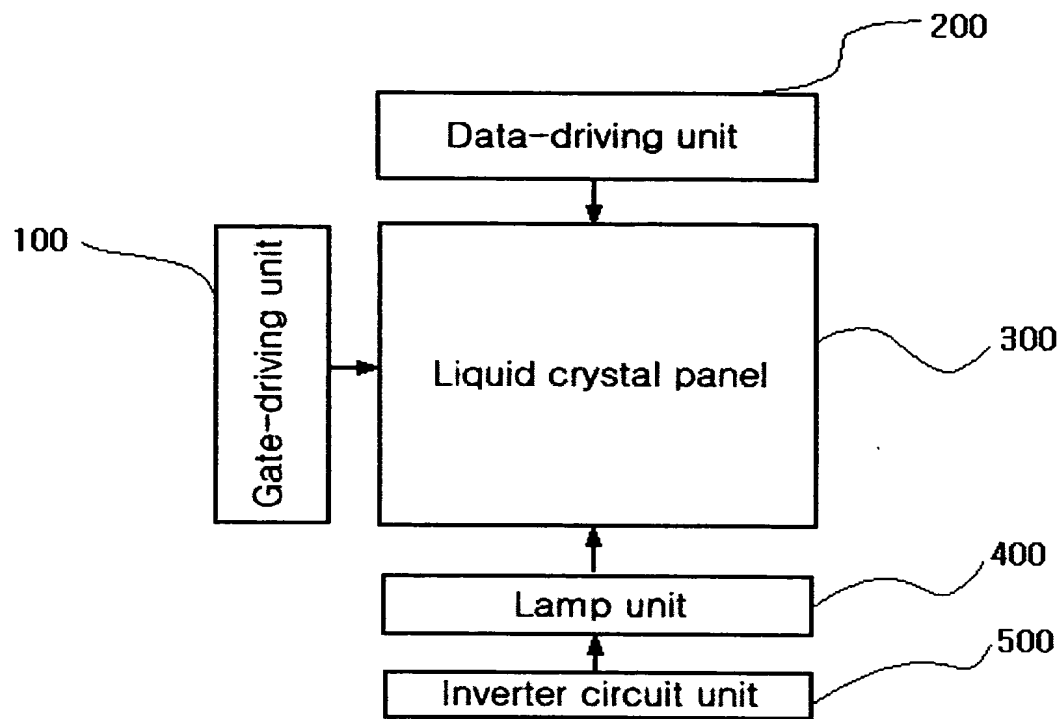 200
Data-driving unit
100
Gate-driving unit
Liquid crystal panel
300
400
Lamp unit
500
Inverter circuit unit